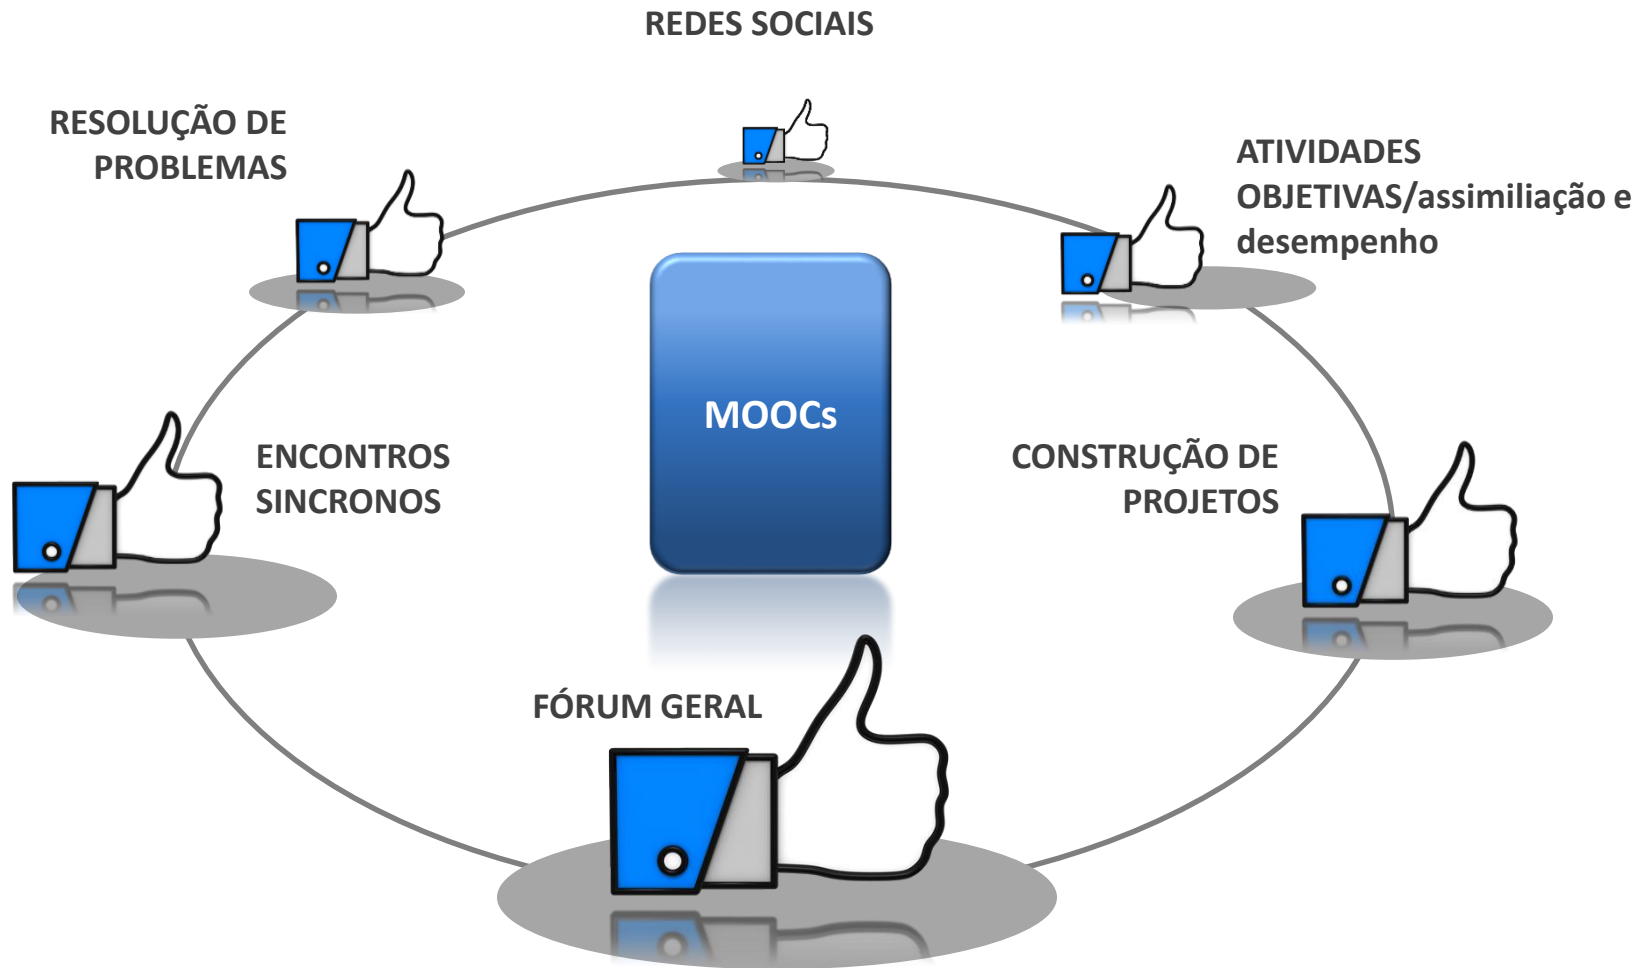 REDES SOCIAIS
RESOLUÇÃO DE
PROBLEMAS
ATIVIDADES
OBJETIVAS/assimiliação e
desempenho
MOOCs
ENCONTROS
SINCRONOS
CONSTRUÇÃO DE
PROJETOS
FÓRUM GERAL